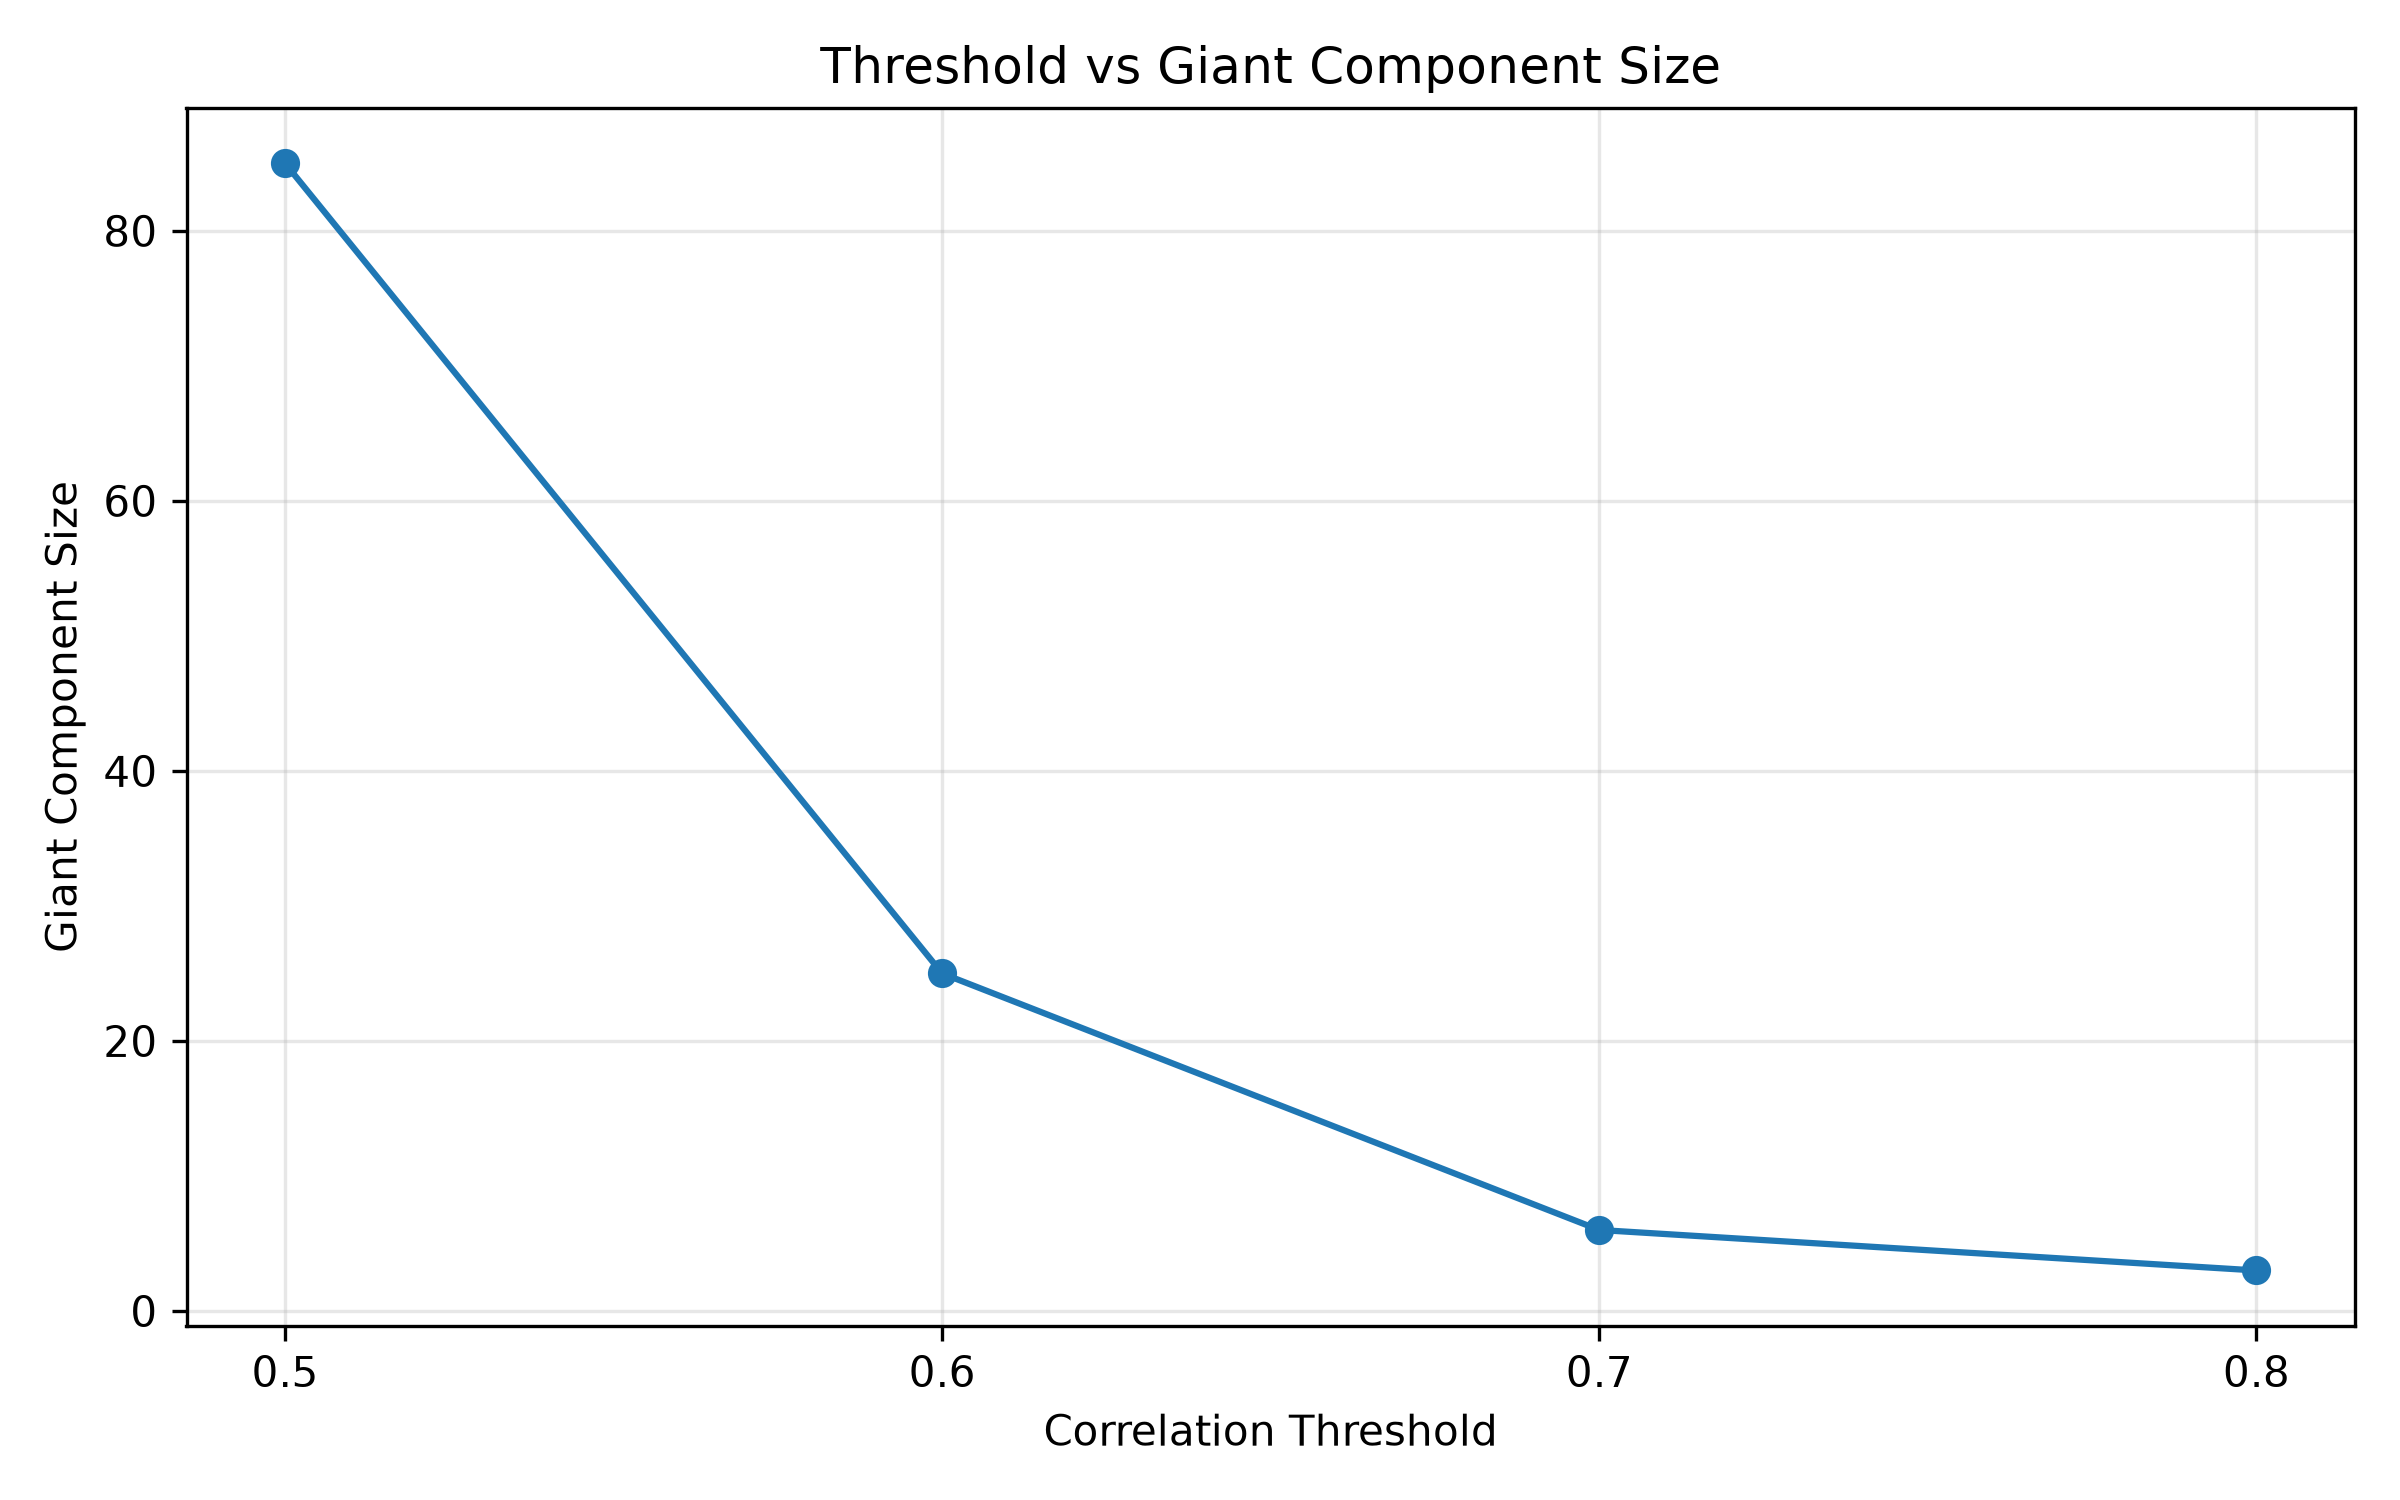 Threshold vs Giant Component Size
Giant Component Size
80
60
40
20
0
0.5 0.6 0.7 0.8
Correlation Threshold